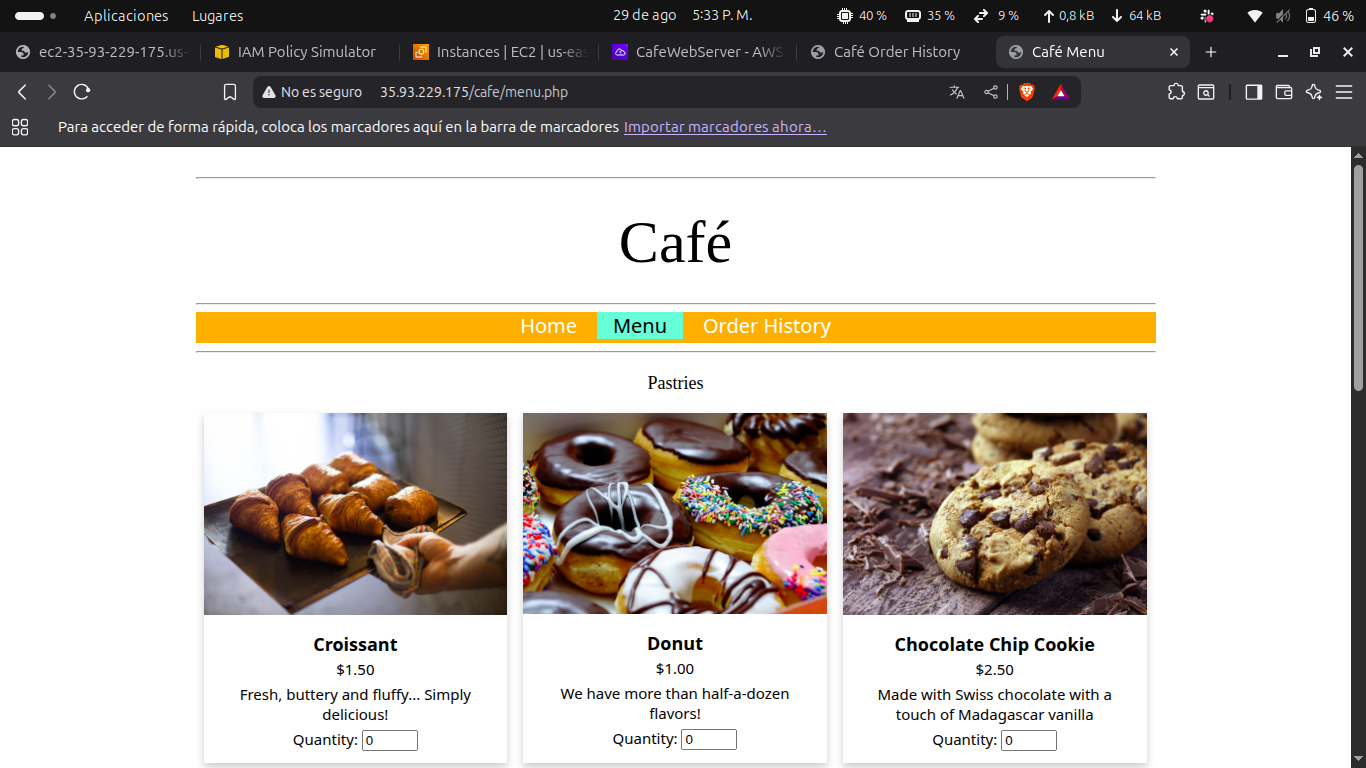 Aplicaciones Lugares 29 de ago 5:33 P. M. 40 % 35 % 9 % 0,8 kB 64 kB 46 %
ec2-35-93-229-175.us- IAM Policy Simulator Instances | EC2 | us-eas CafeWebServer - AWS Café Order History Café Menu
No es seguro 35.93.229.175/cafe/menu.php
Para acceder de forma rápida, coloca los marcadores aquí en la barra de marcadores Importar marcadores ahora...
Café
Home Menu Order History
Pastries
Croissant
$1.50
Fresh, buttery and fluffy... Simply
delicious!
Quantity: 0
Donut
$1.00
We have more than half-a-dozen
flavors!
Quantity: 0
Chocolate Chip Cookie
$2.50
Made with Swiss chocolate with a
touch of Madagascar vanilla
Quantity: 0